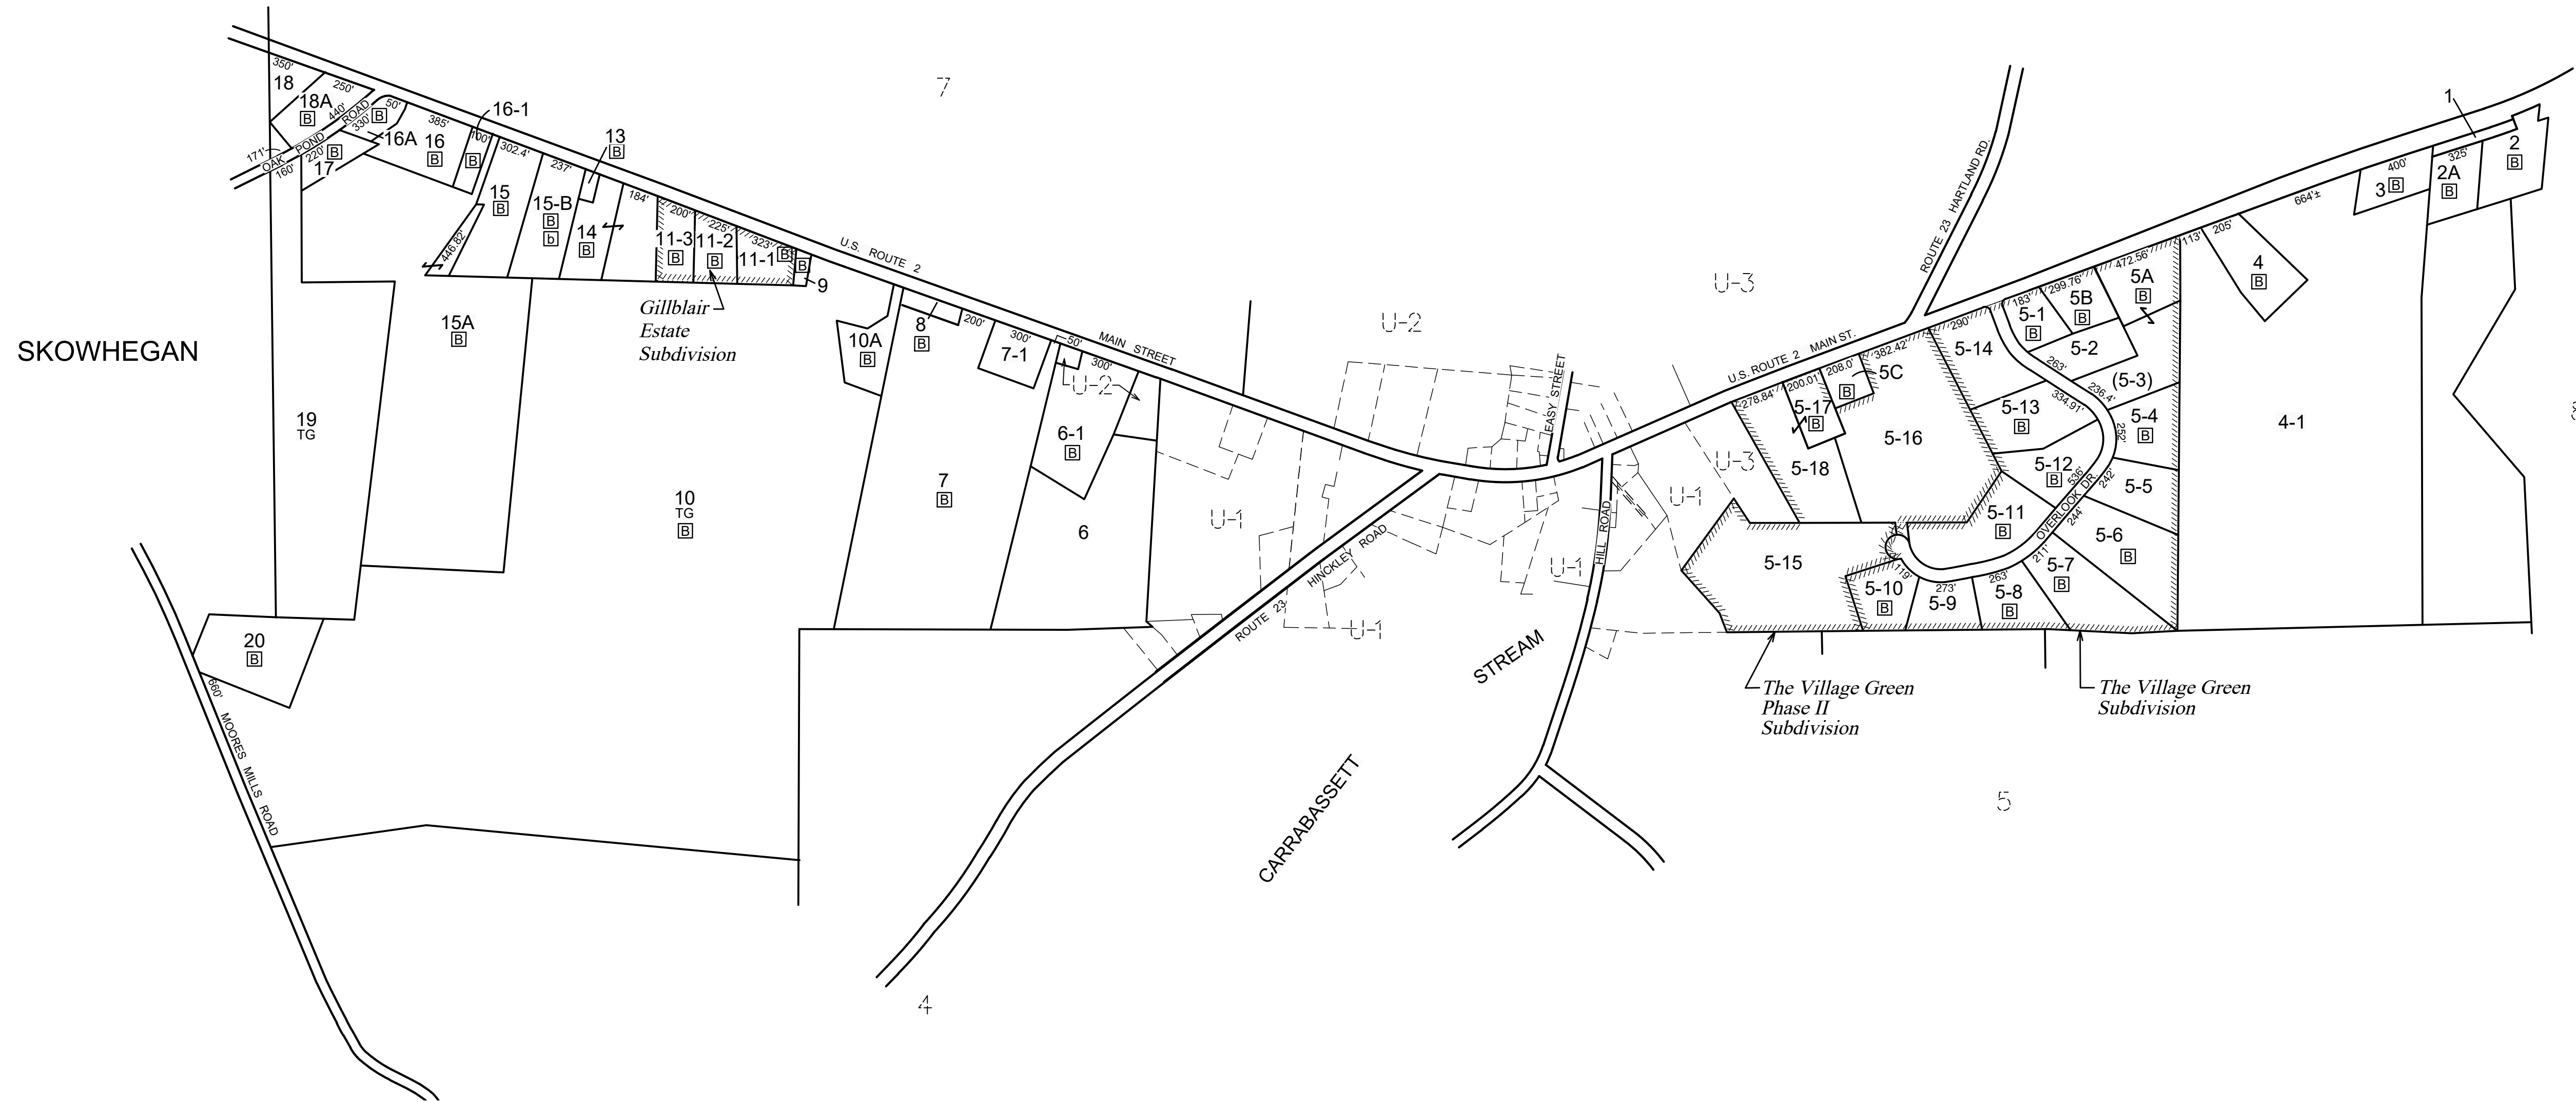 SKOWHEGAN
350'
18
250'
18A
B
440'
171'
OAK POND ROAD
160'
220'
330'
B
17
50'
B
16A
385'
16
B
16-1
100'
B
302.4'
15
B
446.82'
237'
15-B
B
b
13
B
14
B
184'
200'
11-3
B
225'
11-2
B
323'
11-1
B
B
9
Gillblair
Estate
Subdivision
7
U.S. ROUTE 2
15A
B
19
TG
10
TG
B
20
B
660'
MOORES MILLS ROAD
10A
B
8
B
200'
300'
7-1
50'
300'
U-2
MAIN STREET
7
B
6-1
B
6
U-1
U-2
U-3
EASY STREET
ROUTE 23 HINCKLEY ROAD
HILL ROAD
U-1
U-1
U-1
U-3
STREAM
CARRABASSETT
4
ROUTE 23 HARTLAND RD.
U.S. ROUTE 2 MAIN ST.
278.84'
200.01'
208.0'
382.42'
5C
B
5-17
B
5-18
5-16
5-15
290'
5-14
183'
5-1
B
299.76'
5B
B
472.56'
5A
B
5-2
263'
(5-3)
236.4'
334.91'
5-13
B
5-4
B
252'
5-12
B
536'
242'
5-5
OVERLOOK DR.
244'
5-11
B
5-6
B
211'
5-7
B
263'
5-8
B
273'
5-9
119'
5-10
B
The Village Green
Phase II
Subdivision
The Village Green
Subdivision
5
113'
205'
4
B
664'±
4-1
400'
3
B
325'
2A
B
1
2
B